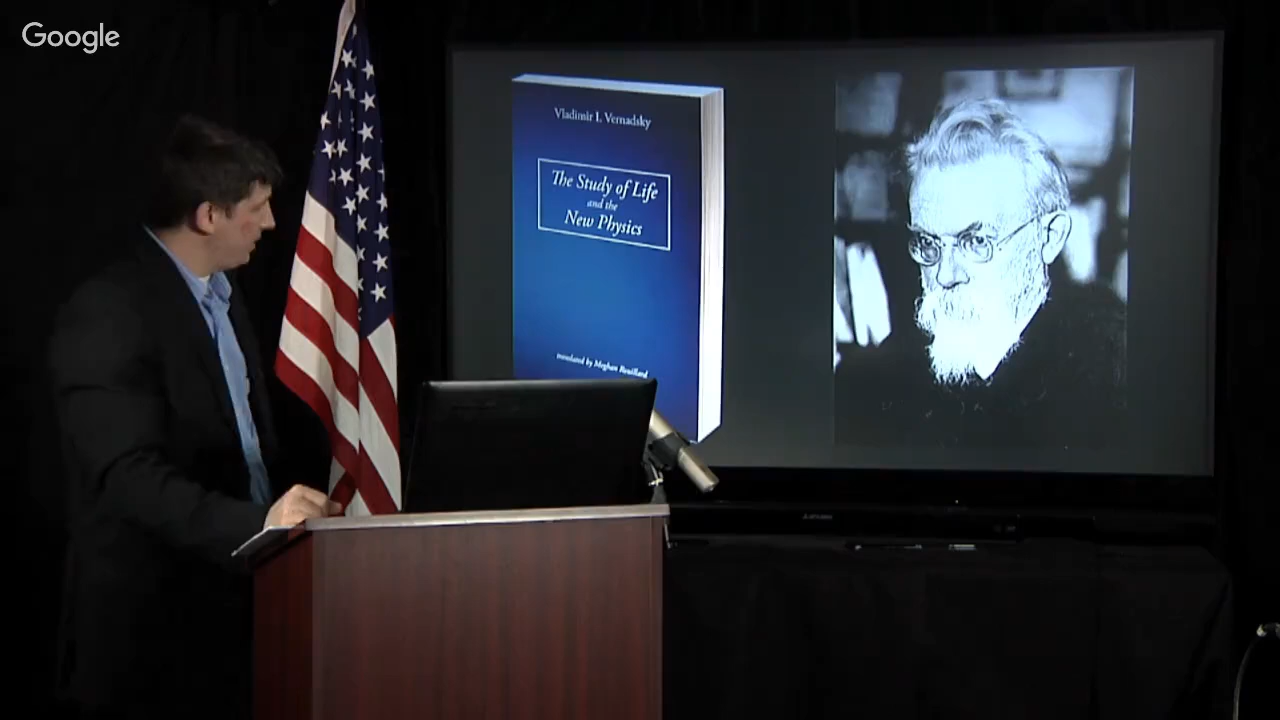 Google
Vladimir I. Vernadsky
The Study of Life
and the
New Physics
translated by Meghan Rouillard